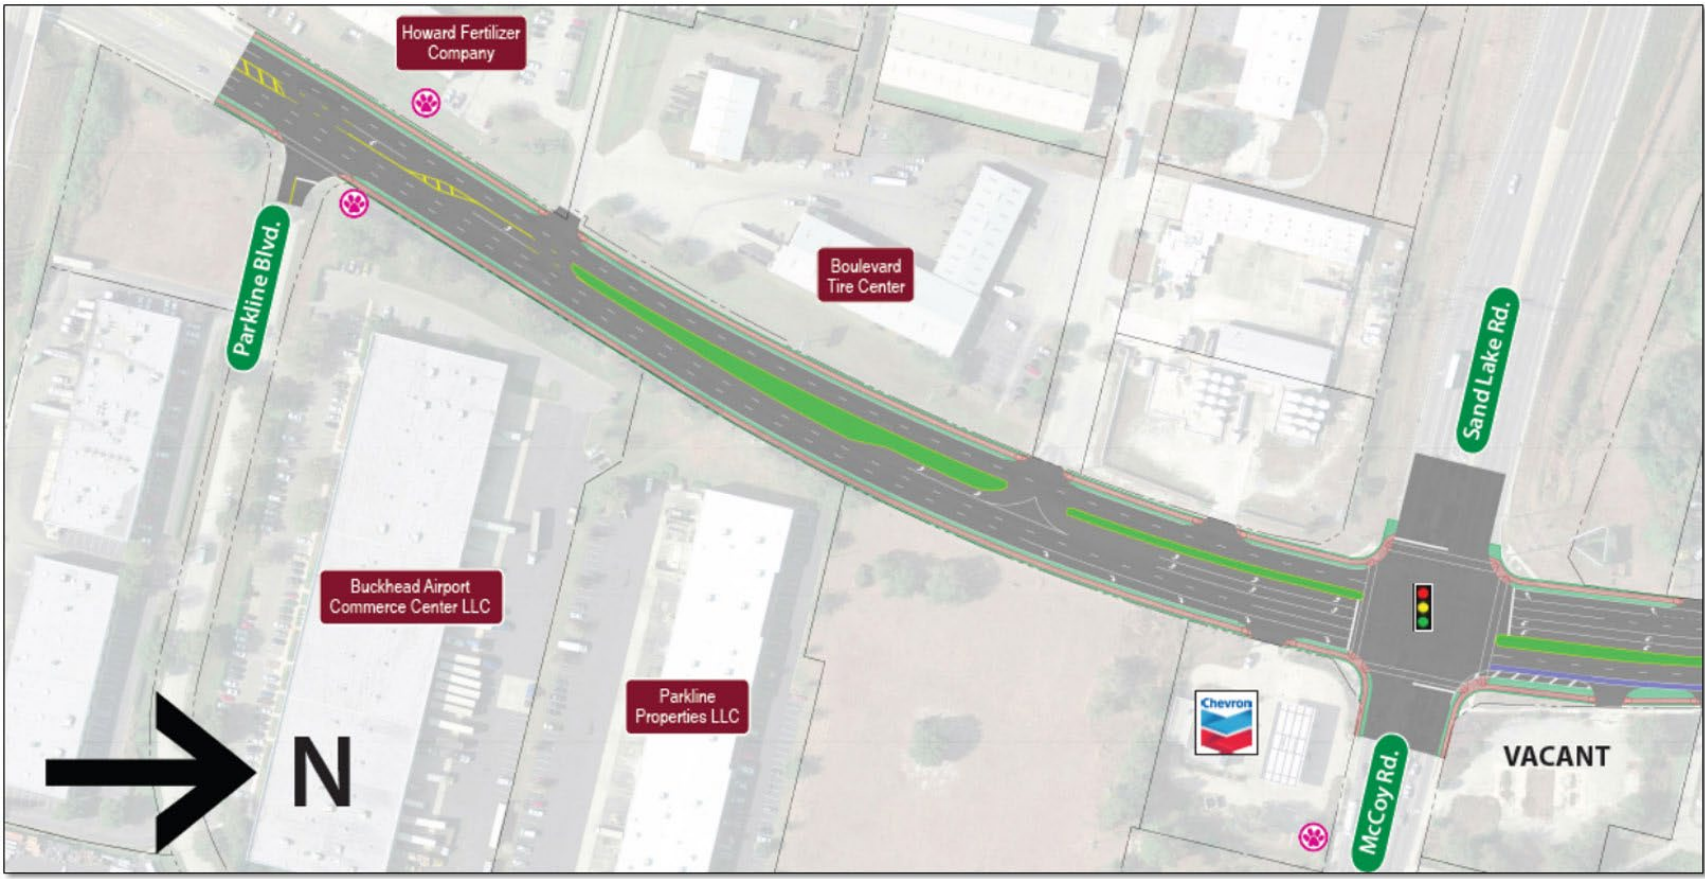 Howard Fertilizer
Company
Parkline Blvd.
Boulevard
Tire Center
Sand Lake Rd.
Buckhead Airport
Commerce Center LLC
Parkline
Properties LLC
Chevron
N
McCoy Rd.
VACANT